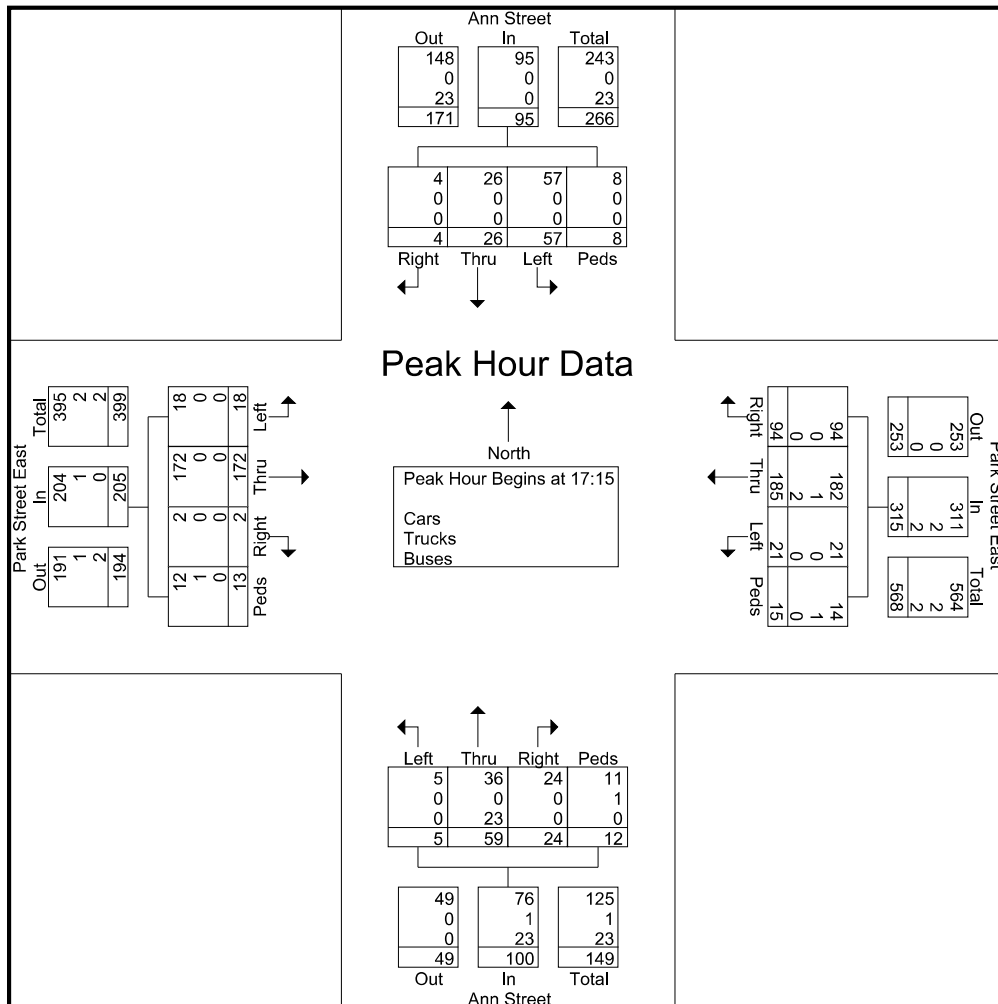 Ann Street
Out In Total
148 95 243
0 0 0
23 0 23
171 95 266
4 26 57 8
0 0 0 0
0 0 0 0
4 26 57 8
Right Thru Left Peds
Peak Hour Data
Park Street East
Total
395 2 2 399
In
204 1 0 205
Out
191 1 2 194
18 0 0 18
Left
172 0 0 172
Thru
2 0 0 2
Right
12 1 0 13
Peds
North
Peak Hour Begins at 17:15
Cars
Trucks
Buses
Right
94 0 0 94
Thru
182 1 2 185
Left
21 0 0 21
Peds
14 1 0 15
Park Street East
Out
253 0 0 253
In
311 2 2 315
Total
564 2 2 568
Left Thru Right Peds
5 36 24 11
0 0 0 1
0 23 0 0
5 59 24 12
49 76 125
0 1 1
0 23 23
49 100 149
Out In Total
Ann Street